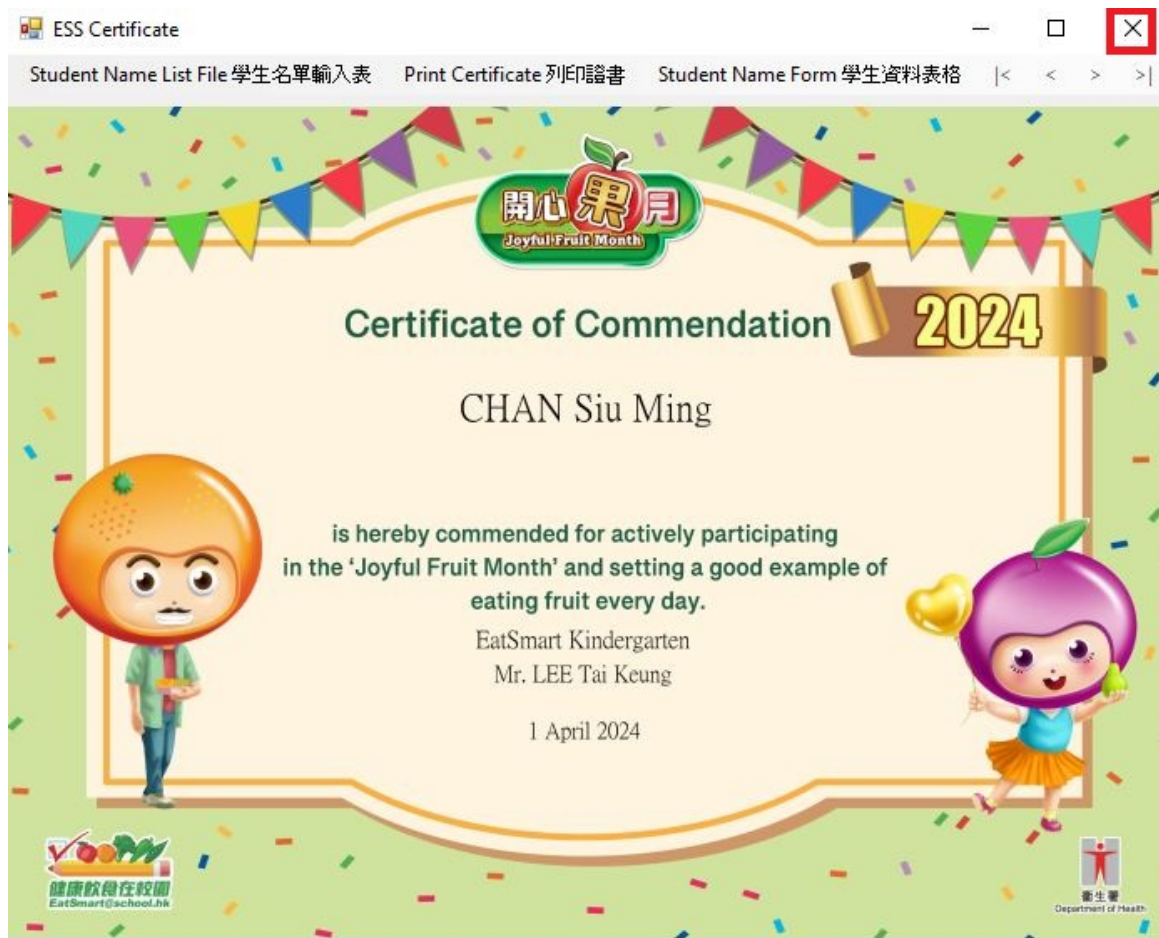 ESS Certificate
Student Name List File 學生名單輸入表 Print Certificate 列印證書 Student Name Form 學生資料表格 |< < > >|
開心果月
Joyful Fruit Month
Certificate of Commendation
2024
CHAN Siu Ming
is hereby commended for actively participating
in the ‘Joyful Fruit Month’ and setting a good example of
eating fruit every day.
EatSmart Kindergarten
Mr. LEE Tai Keung
1 April 2024
健康飲食在校園
EatSmart@school.hk
衞生署
Department of Health